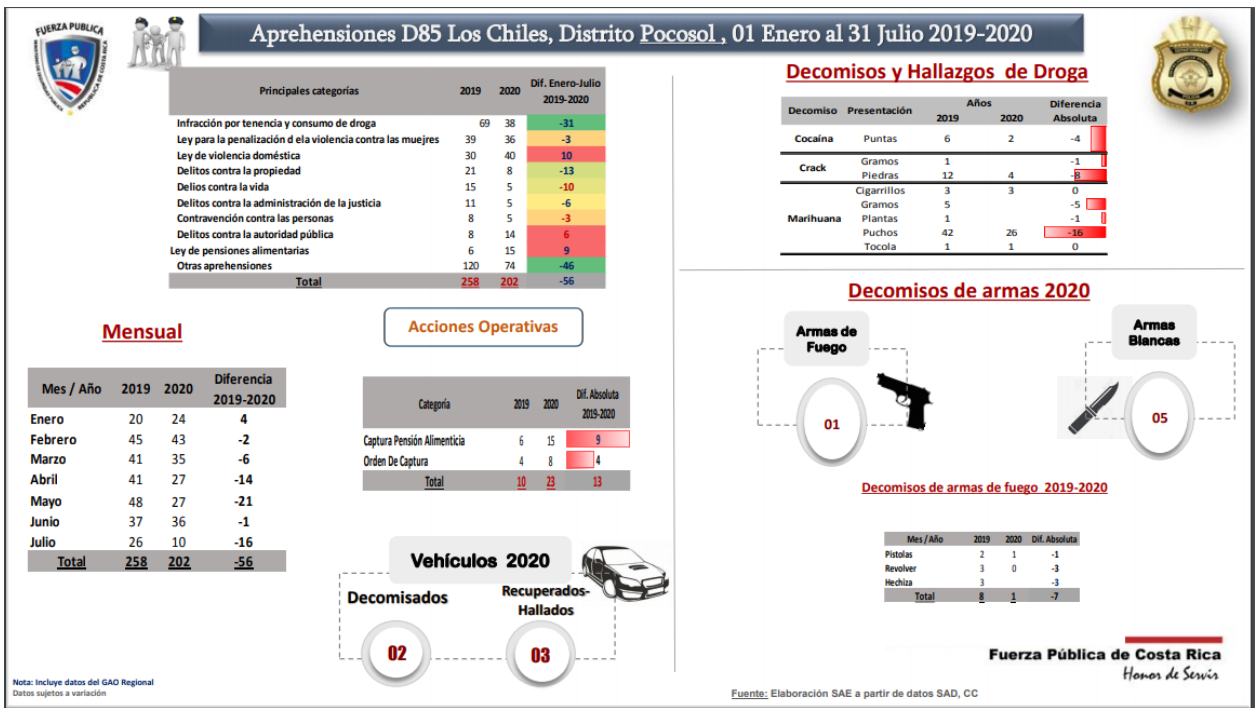 FUERZA PUBLICA
Aprehensiones D85 Los Chiles, Distrito Pocosol , 01 Enero al 31 Julio 2019-2020
Principales categorías 2019 2020 Dif. Enero-Julio 2019-2020
Infracción por tenencia y consumo de droga 69 38 -31
Ley para la penalización d ela violencia contra las muejres 39 36 -3
Ley de violencia doméstica 30 40 10
Delitos contra la propiedad 21 8 -13
Delios contra la vida 15 5 -10
Delitos contra la administración de la justicia 11 5 -6
Contravención contra las personas 8 5 -3
Delitos contra la autoridad pública 8 14 6
Ley de pensiones alimentarias 6 15 9
Otras aprehensiones 120 74 -46
Total 258 202 -56
Mensual
Mes / Año 2019 2020 Diferencia 2019-2020
Enero 20 24 4
Febrero 45 43 -2
Marzo 41 35 -6
Abril 41 27 -14
Mayo 48 27 -21
Junio 37 36 -1
Julio 26 10 -16
Total 258 202 -56
Acciones Operativas
Categoría 2019 2020 Dif. Absoluta 2019-2020
Captura Pensión Alimenticia 6 15 9
Orden De Captura 4 8 4
Total 10 23 13
Vehículos 2020
Decomisados
Recuperados-
Hallados
02
03
Nota: Incluye datos del GAO Regional
Datos sujetos a variación
Decomisos y Hallazgos de Droga
Decomiso Presentación Años Diferencia Absoluta
2019 2020
Cocaína Puntas 6 2 -4
Crack Gramos 1 -1
Piedras 12 4 -8
Marihuana Cigarrillos 3 3 0
Gramos 5 -5
Plantas 1 -1
Puchos 42 26 -16
Tocola 1 1 0
Decomisos de armas 2020
Armas de
Fuego
01
Armas
Blancas
05
Decomisos de armas de fuego 2019-2020
Mes / Año 2019 2020 Dif. Absoluta
Pistolas 2 1 -1
Revolver 3 0 -3
Hechiza 3 -3
Total 8 1 -7
Fuerza Pública de Costa Rica
Honor de Servir
Fuente: Elaboración SAE a partir de datos SAD, CC